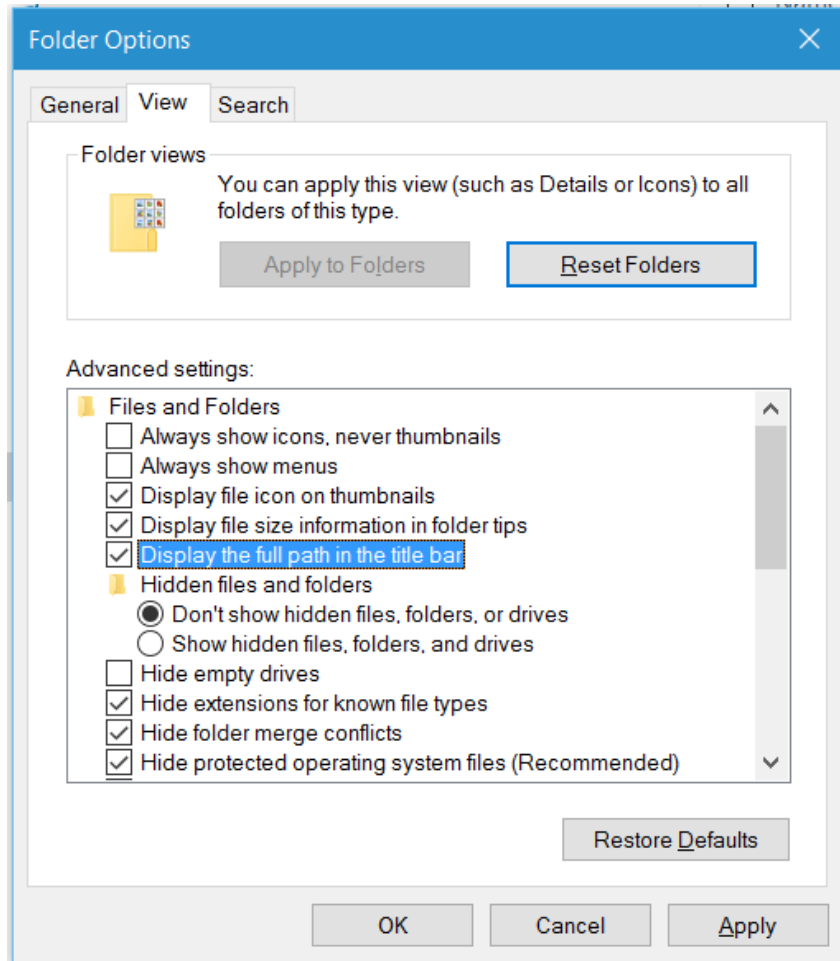 Folder Options
General View Search
Folder views
You can apply this view (such as Details or Icons) to all
folders of this type.
Apply to Folders Reset Folders
Advanced settings:
Files and Folders
Always show icons, never thumbnails
Always show menus
Display file icon on thumbnails
Display file size information in folder tips
Display the full path in the title bar
Hidden files and folders
Don't show hidden files, folders, or drives
Show hidden files, folders, and drives
Hide empty drives
Hide extensions for known file types
Hide folder merge conflicts
Hide protected operating system files (Recommended)
Restore Defaults
OK Cancel Apply